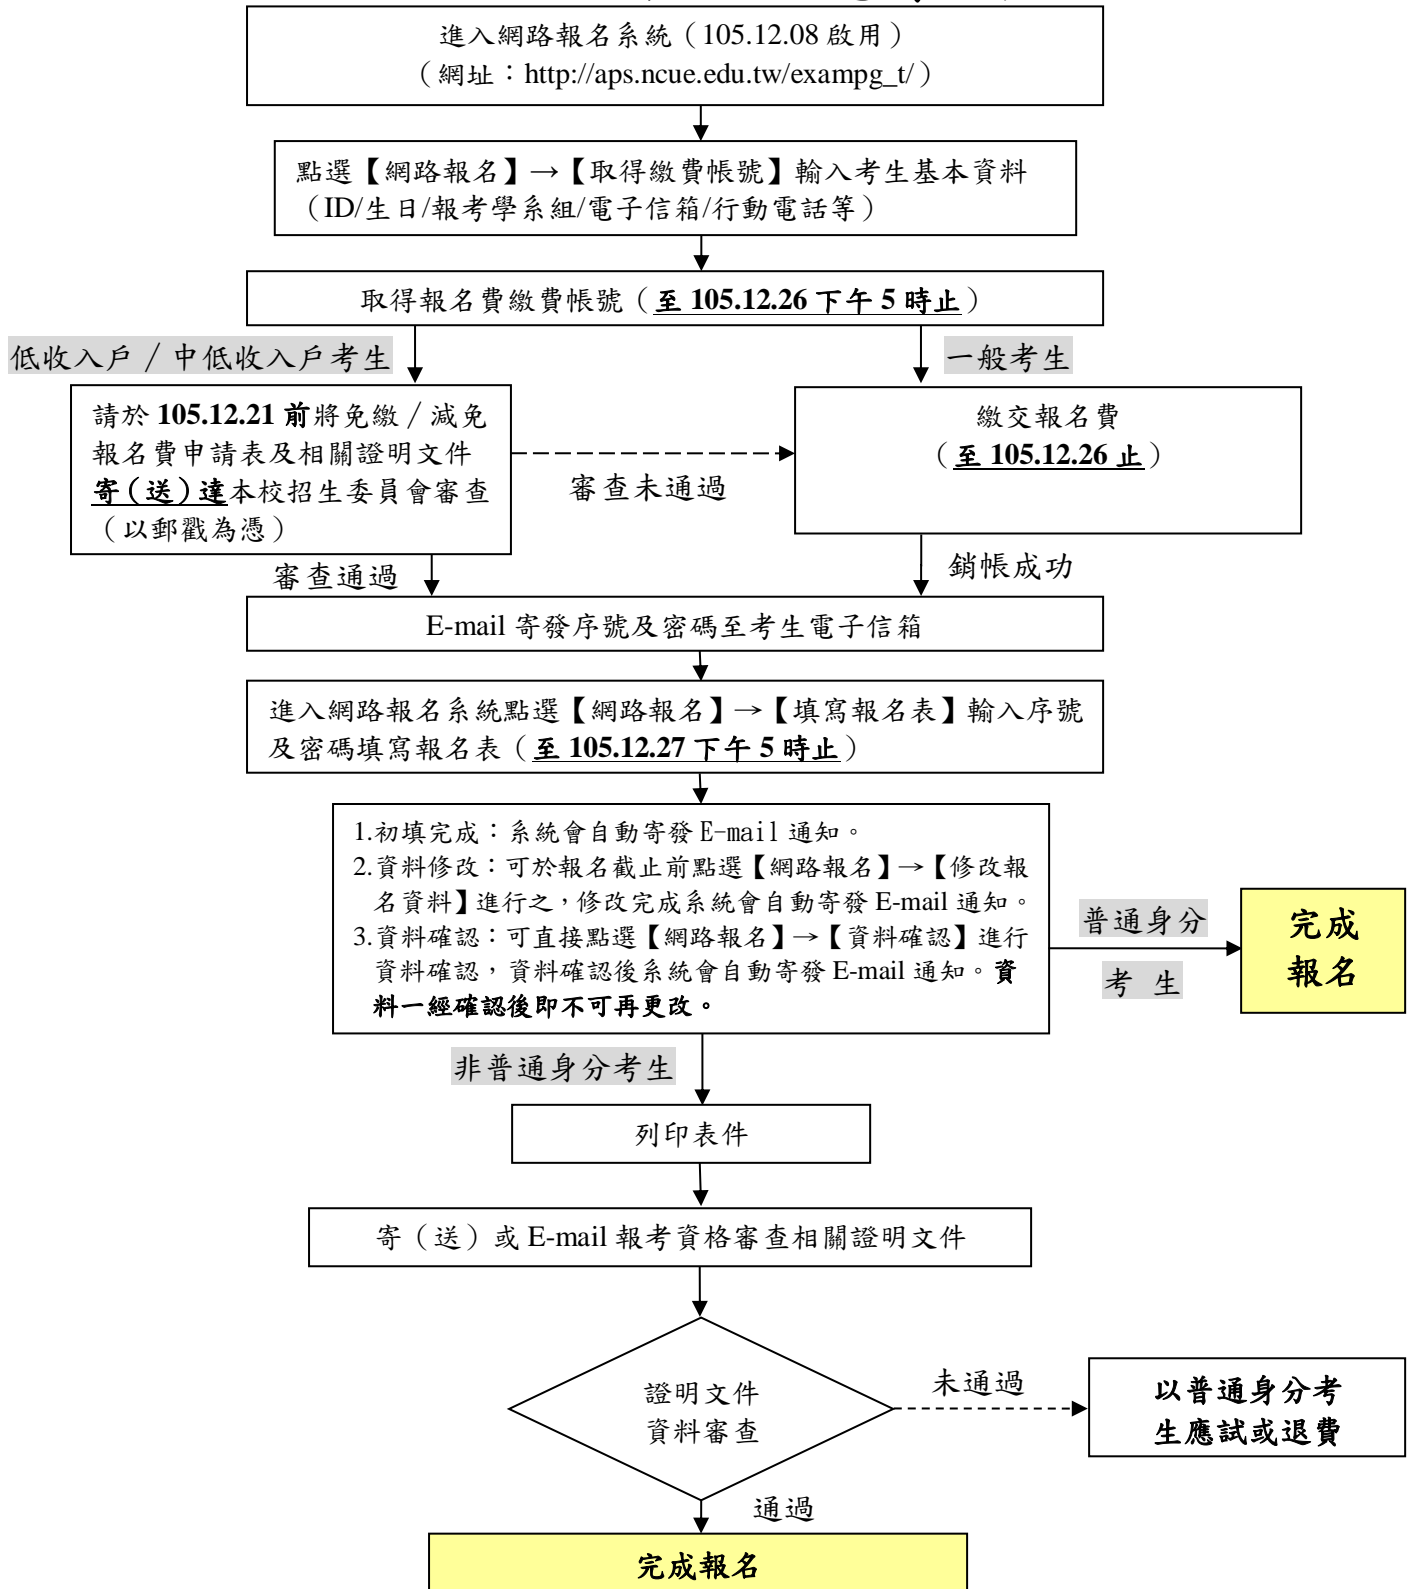 進入網路報名系統（105.12.08 啟用）
（網址：http://aps.ncue.edu.tw/exampg_t/）
點選【網路報名】→【取得繳費帳號】輸入考生基本資料
（ID/生日/報考學系組/電子信箱/行動電話等）
取得報名費繳費帳號（至 105.12.26 下午 5 時止）
低收入戶／中低收入戶考生
一般考生
請於 105.12.21 前將免繳／減免
報名費申請表及相關證明文件
寄（送）達本校招生委員會審查
（以郵戳為憑）
審查未通過
繳交報名費
（至 105.12.26 止）
審查通過
銷帳成功
E-mail 寄發序號及密碼至考生電子信箱
進入網路報名系統點選【網路報名】→【填寫報名表】輸入序號
及密碼填寫報名表（至 105.12.27 下午 5 時止）
1.初填完成：系統會自動寄發 E-mail 通知。
2.資料修改：可於報名截止前點選【網路報名】→【修改報
名資料】進行之，修改完成系統會自動寄發 E-mail 通知。
3.資料確認：可直接點選【網路報名】→【資料確認】進行
資料確認，資料確認後系統會自動寄發 E-mail 通知。資
料一經確認後即不可再更改。
普通身分
考 生
完成
報名
非普通身分考生
列印表件
寄（送）或 E-mail 報考資格審查相關證明文件
證明文件
資料審查
未通過
以普通身分考
生應試或退費
通過
完成報名